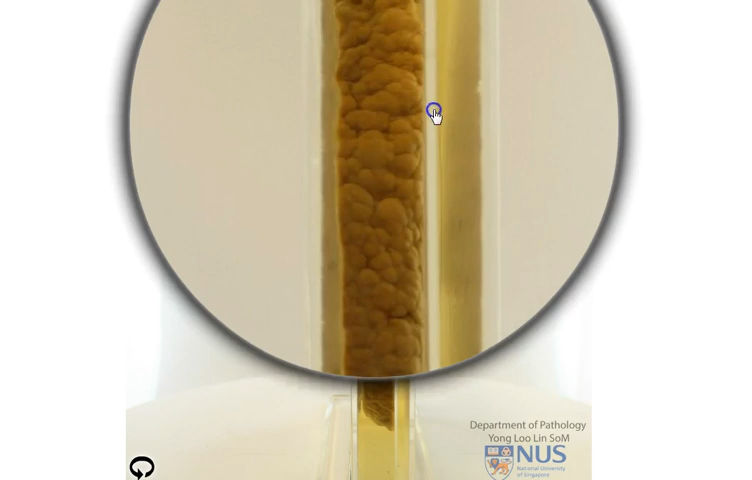 Department of Pathology
Yong Loo Lin SoM
NUS
National University
of Singapore